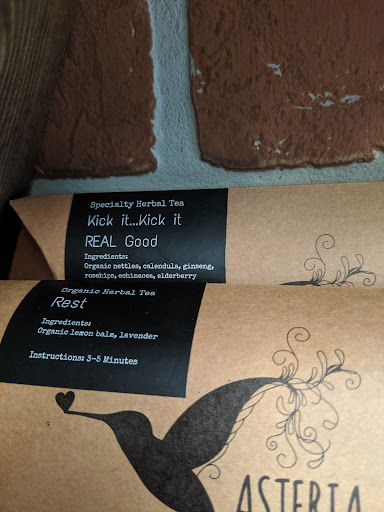 Specialty Herbal Tea
Kick it...Kick it
REAL Good
Ingredients:
Organic nettles, calendula, ginseng,
rosehips, echinacea, elderberry
Organic Herbal Tea
Rest
Ingredients:
Organic lemon balm, lavender
Instructions: 3-5 Minutes
ASTERIA